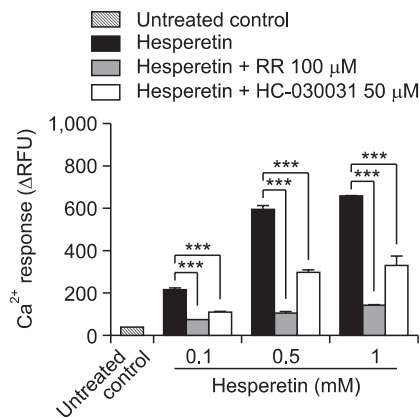 Untreated control
Hesperetin
Hesperetin + RR 100 μM
Hesperetin + HC-030031 50 μM
Ca²⁺ response (ΔRFU)
1,000
800
600
400
200
0
***
***
***
***
***
***
Untreated
control
0.1
0.5
1
Hesperetin (mM)